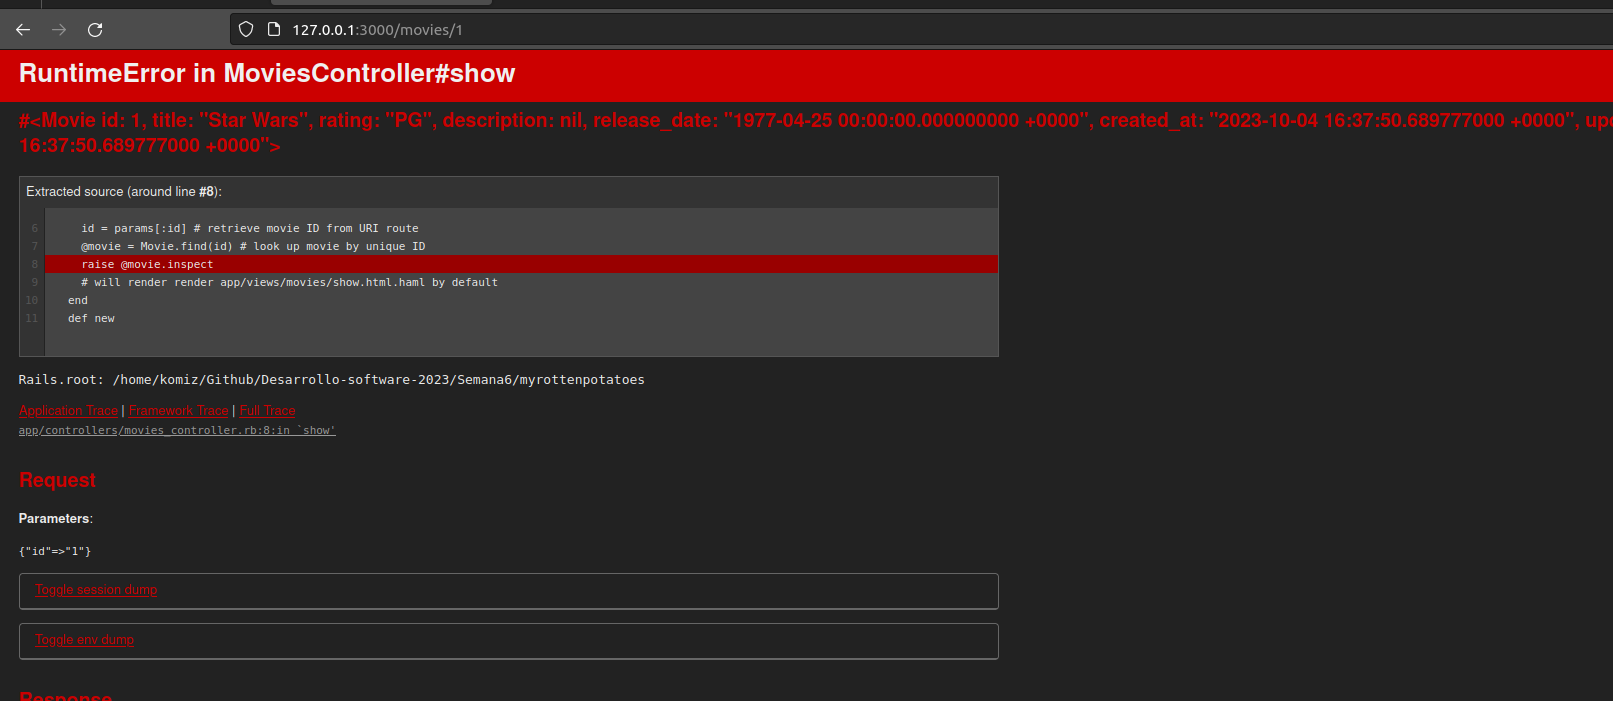 127.0.0.1:3000/movies/1
RuntimeError in MoviesController#show
#<Movie id: 1, title: "Star Wars", rating: "PG", description: nil, release_date: "1977-04-25 00:00:00.000000000 +0000", created_at: "2023-10-04 16:37:50.689777000 +0000",
16:37:50.689777000 +0000">
Extracted source (around line #8):
6 id = params[:id] # retrieve movie ID from URI route
7 @movie = Movie.find(id) # look up movie by unique ID
8 raise @movie.inspect
9 # will render render app/views/movies/show.html.haml by default
10 end
11 def new
Rails.root: /home/komiz/Github/Desarrollo-software-2023/Semana6/myrottenpotatoes
Application Trace | Framework Trace | Full Trace
app/controllers/movies_controller.rb:8:in `show'
Request
Parameters:
{"id"=>"1"}
Toggle session dump
Toggle env dump
Response